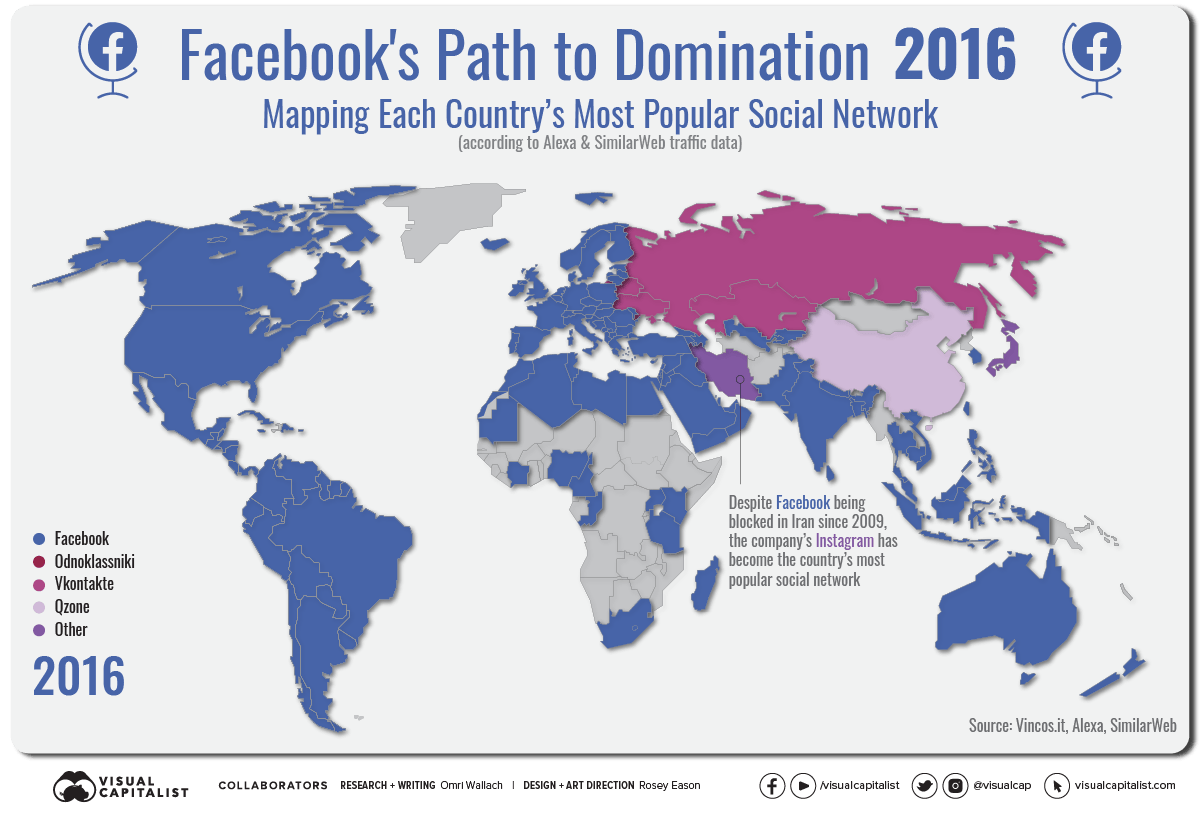 Facebook's Path to Domination 2016
Mapping Each Country's Most Popular Social Network
(according to Alexa & SimilarWeb traffic data)
Despite Facebook being
blocked in Iran since 2009,
the company's Instagram has
become the country's most
popular social network
Facebook
Odnoklassniki
Vkontakte
Qzone
Other
2016
Source: Vincos.it, Alexa, SimilarWeb
VISUAL
CAPITALIST
COLLABORATORS RESEARCH + WRITING Omri Wallach | DESIGN + ART DIRECTION Rosey Eason
/visualcapitalist @visualcap visualcapitalist.com